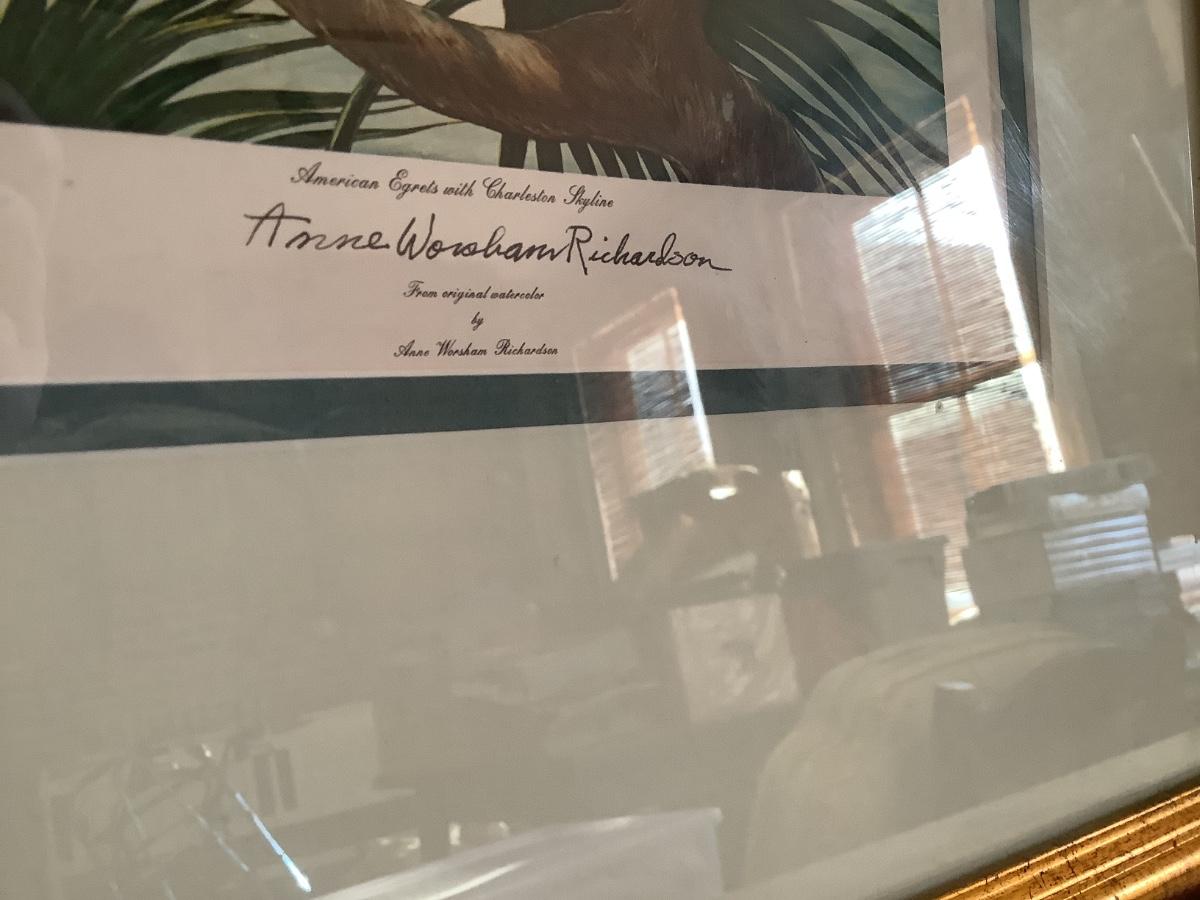 American Egrets with Charleston Skyline
Anne Worsham Richardson
From original watercolor
by
Anne Worsham Richardson